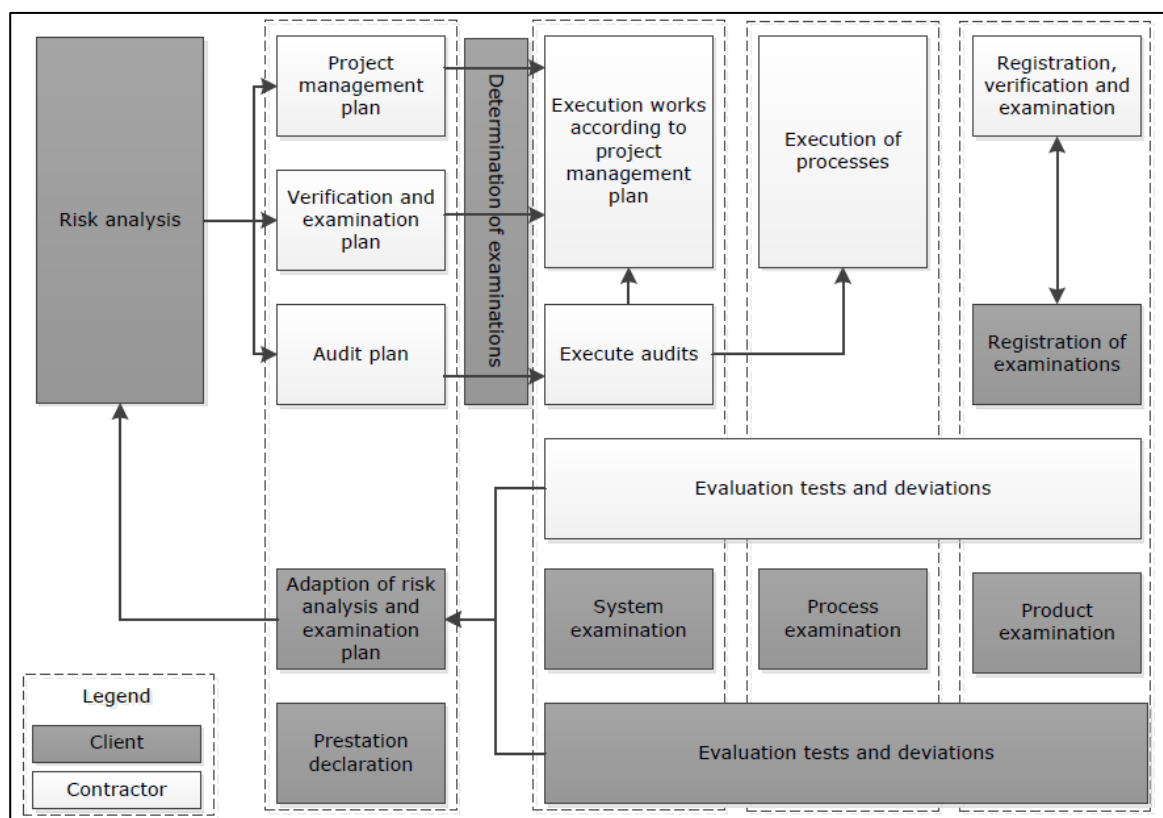 Risk analysis
Project
management
plan
Verification and
examination
plan
Audit plan
Determination of examinations
Execution works
according to
project
management
plan
Execute audits
Execution of
processes
Registration,
verification and
examination
Registration of
examinations
Evaluation tests and deviations
Adaption of risk
analysis and
examination
plan
System
examination
Process
examination
Product
examination
Prestation
declaration
Evaluation tests and deviations
Legend
Client
Contractor